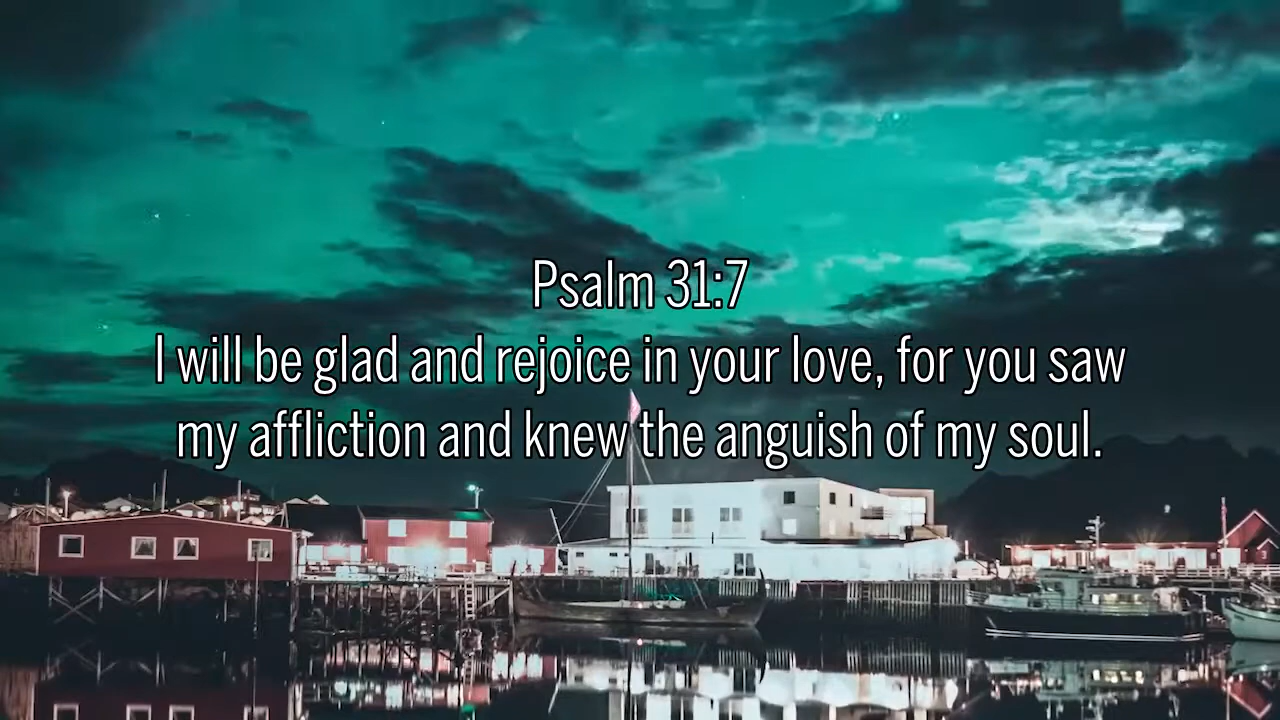 Psalm 31:7
I will be glad and rejoice in your love, for you saw
my affliction and knew the anguish of my soul.